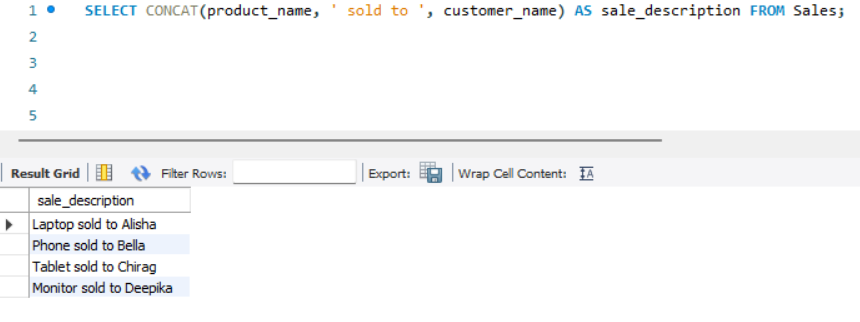 1 SELECT CONCAT(product_name, ' sold to ', customer_name) AS sale_description FROM Sales;
2
3
4
5
Result Grid Filter Rows: Export: Wrap Cell Content: IA
sale_description
Laptop sold to Alisha
Phone sold to Bella
Tablet sold to Chirag
Monitor sold to Deepika